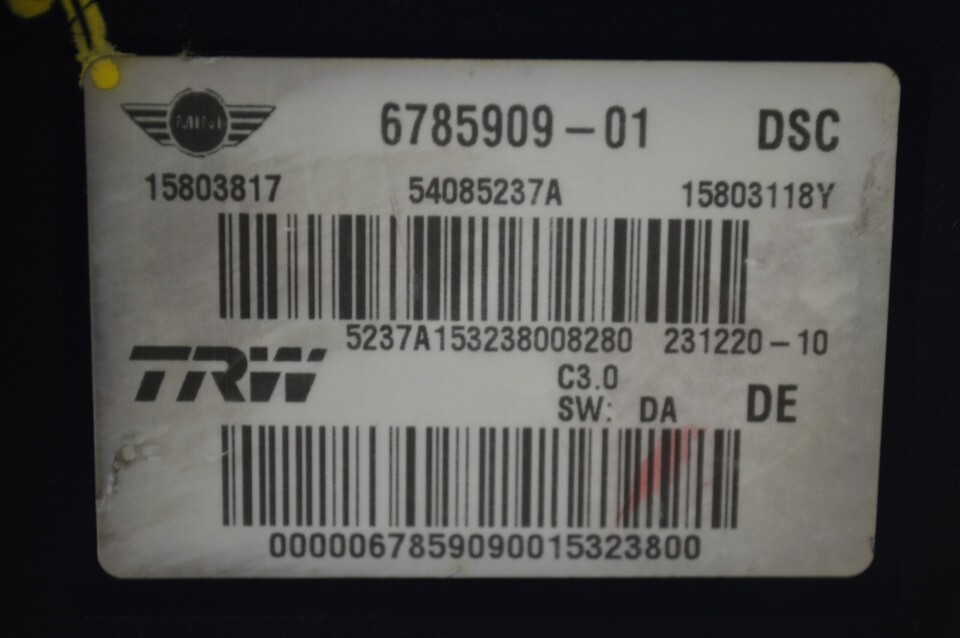 MINI 6785909-01 DSC
15803817 54085237A 15803118Y
5237A153238008280 231220-10
TRW C3.0
SW: DA DE
0000067859090015323800